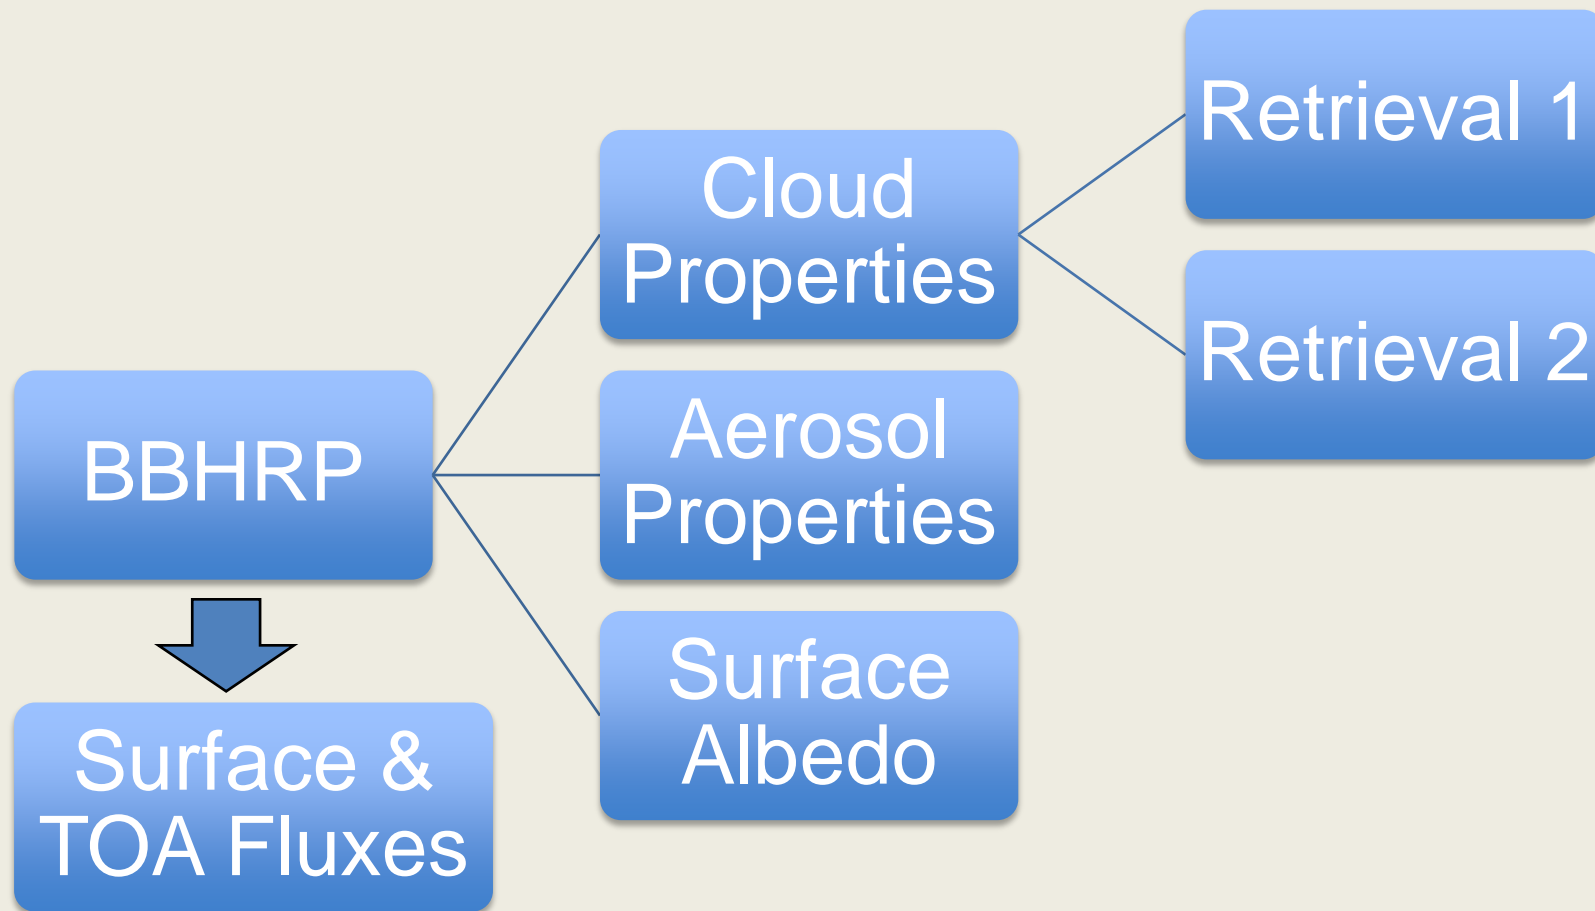 Retrieval 1
Cloud
Properties
Retrieval 2
BBHRP
Aerosol
Properties
Surface
Albedo
Surface &
TOA Fluxes